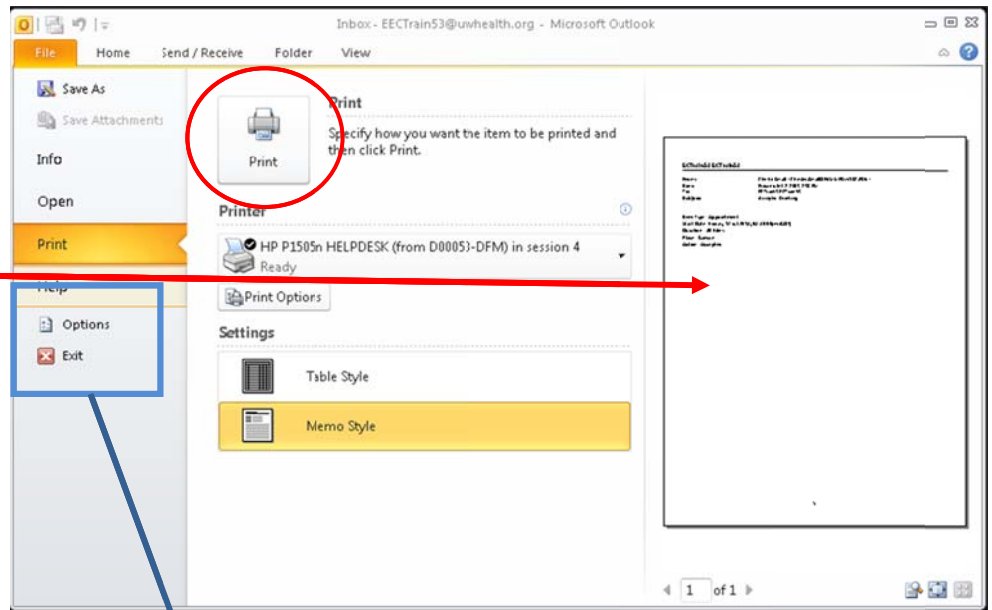 Inbox - EECTrain53@uwhealth.org - Microsoft Outlook
File Home Send / Receive Folder View
Save As
Save Attachments
Info
Open
Print
Help
Options
Exit
Print
Print
Specify how you want the item to be printed and
then click Print.
Printer
HP P1505n HELPDESK (from D00053-DFM) in session 4
Ready
Print Options
Settings
Table Style
Memo Style
1 of 1